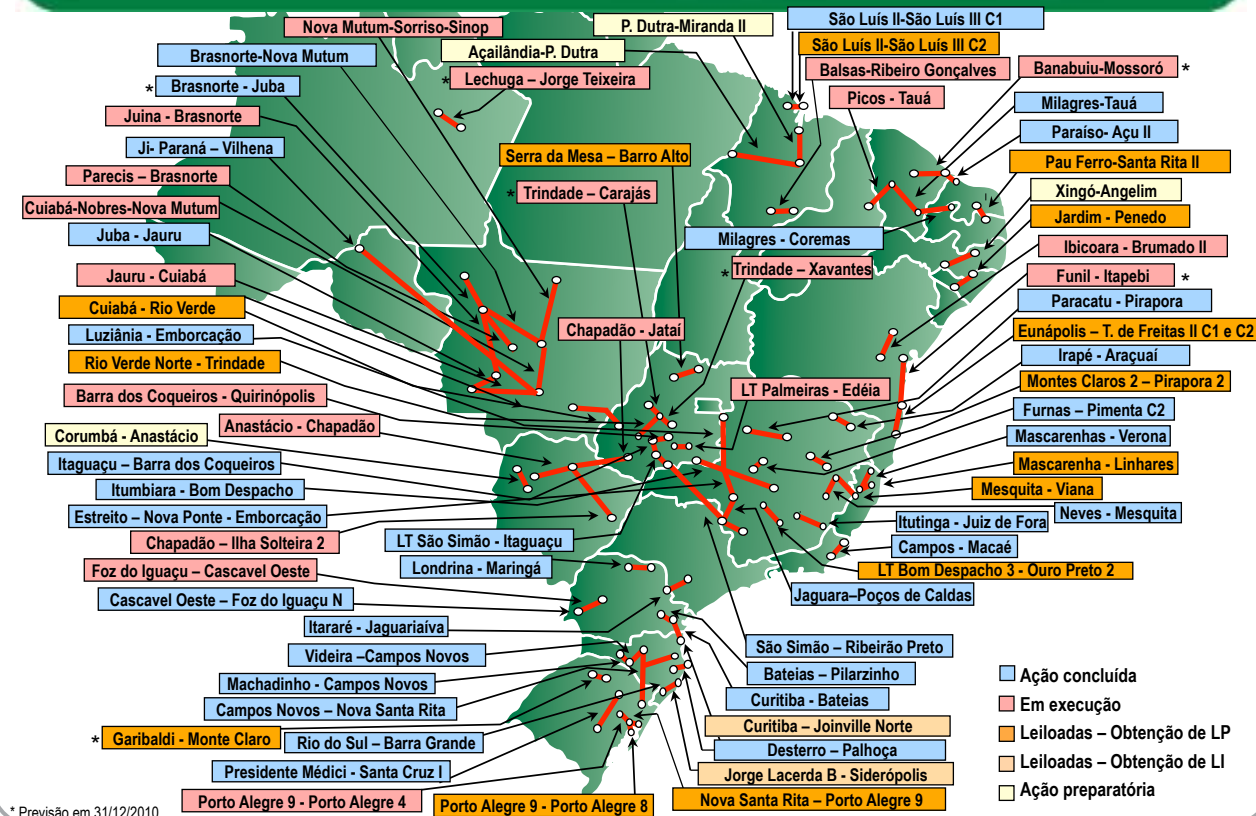 Nova Mutum-Sorriso-Sinop
P. Dutra-Miranda II
São Luís II-São Luís III C1
São Luís II-São Luís III C2
Açailândia-P. Dutra
Brasnorte-Nova Mutum
* Lechuga – Jorge Teixeira
Balsas-Ribeiro Gonçalves
Banabuiu-Mossoró *
* Brasnorte - Juba
Picos - Tauá
Milagres-Tauá
Juina - Brasnorte
Paraíso- Açu II
Ji- Paraná – Vilhena
Serra da Mesa – Barro Alto
Pau Ferro-Santa Rita II
Parecis – Brasnorte
* Trindade – Carajás
Xingó-Angelim
Cuiabá-Nobres-Nova Mutum
Jardim - Penedo
Juba - Jauru
Milagres - Coremas
Ibicoara - Brumado II
Jauru - Cuiabá
* Trindade – Xavantes
Funil - Itapebi *
Cuiabá - Rio Verde
Paracatu - Pirapora
Luziânia - Emborcação
Chapadão - Jataí
Eunápolis – T. de Freitas II C1 e C2
Rio Verde Norte - Trindade
Irapé - Araçuaí
Barra dos Coqueiros - Quirinópolis
LT Palmeiras - Edéia
Montes Claros 2 – Pirapora 2
Anastácio - Chapadão
Furnas – Pimenta C2
Corumbá - Anastácio
Mascarenhas - Verona
Itaguaçu – Barra dos Coqueiros
Mascarenha - Linhares
Itumbiara - Bom Despacho
Mesquita - Viana
Estreito – Nova Ponte - Emborcação
Neves - Mesquita
Chapadão – Ilha Solteira 2
LT São Simão - Itaguaçu
Itutinga - Juiz de Fora
Londrina - Maringá
Campos - Macaé
Foz do Iguaçu – Cascavel Oeste
LT Bom Despacho 3 - Ouro Preto 2
Cascavel Oeste – Foz do Iguaçu N
Jaguara–Poços de Caldas
Itararé - Jaguariaíva
São Simão – Ribeirão Preto
Videira –Campos Novos
Bateias – Pilarzinho
Machadinho - Campos Novos
Curitiba - Bateias
Campos Novos – Nova Santa Rita
Curitiba – Joinville Norte
* Garibaldi - Monte Claro
Rio do Sul – Barra Grande
Desterro – Palhoça
Presidente Médici - Santa Cruz I
Jorge Lacerda B - Siderópolis
Porto Alegre 9 - Porto Alegre 4
Porto Alegre 9 - Porto Alegre 8
Nova Santa Rita – Porto Alegre 9
Ação concluída
Em execução
Leiloadas – Obtenção de LP
Leiloadas – Obtenção de LI
Ação preparatória
* Previsão em 31/12/2010